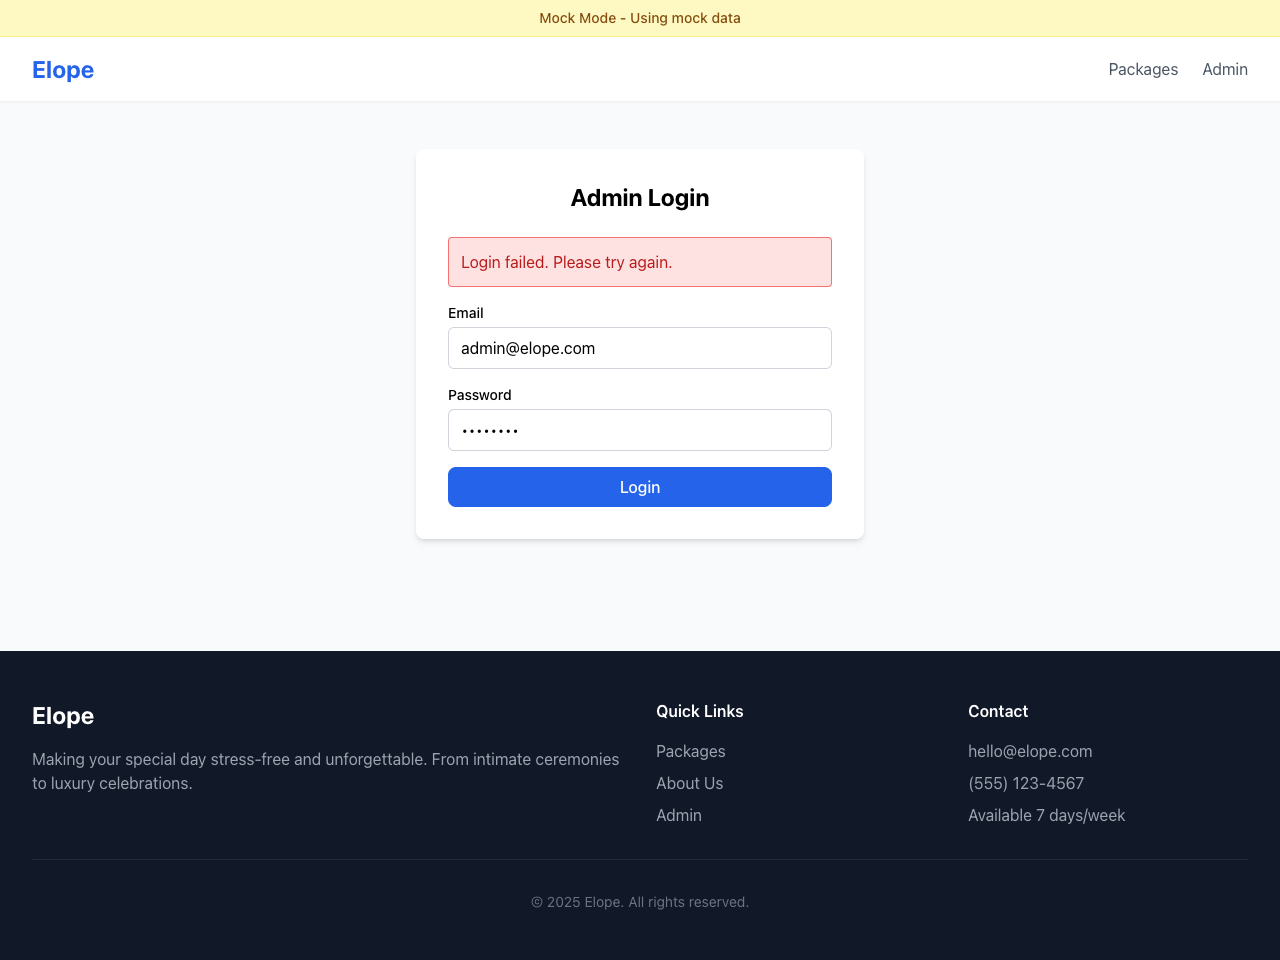 Mock Mode - Using mock data
Elope
Packages
Admin
Admin Login
Login failed. Please try again.
Email
admin@elope.com
Password
••••••••
Login
Elope
Making your special day stress-free and unforgettable. From intimate ceremonies
to luxury celebrations.
Quick Links
Packages
About Us
Admin
Contact
hello@elope.com
(555) 123-4567
Available 7 days/week
© 2025 Elope. All rights reserved.